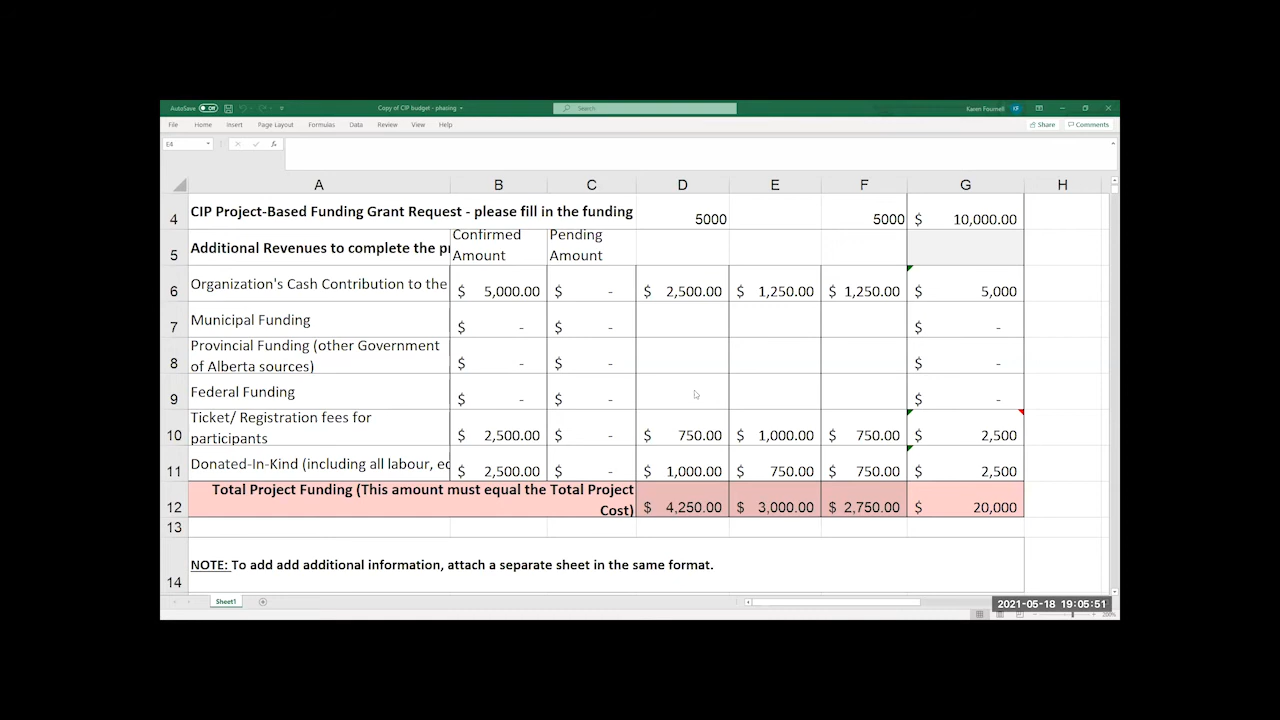 AutoSave Off Copy of CIP budget - phasing Search Karen Fournell
File Home Insert Page Layout Formulas Data Review View Help Share Comments
E4 fx
A B C D E F G H
4 CIP Project-Based Funding Grant Request - please fill in the funding 5000 5000 $ 10,000.00
5 Additional Revenues to complete the pr Confirmed Amount Pending Amount
6 Organization's Cash Contribution to the $ 5,000.00 $ - $ 2,500.00 $ 1,250.00 $ 1,250.00 $ 5,000
7 Municipal Funding $ - $ - $ -
8 Provincial Funding (other Government of Alberta sources) $ - $ - $ -
9 Federal Funding $ - $ - $ -
10 Ticket/ Registration fees for participants $ 2,500.00 $ - $ 750.00 $ 1,000.00 $ 750.00 $ 2,500
11 Donated-In-Kind (including all labour, eq $ 2,500.00 $ - $ 1,000.00 $ 750.00 $ 750.00 $ 2,500
12 Total Project Funding (This amount must equal the Total Project Cost) $ 4,250.00 $ 3,000.00 $ 2,750.00 $ 20,000
13
14 NOTE: To add add additional information, attach a separate sheet in the same format.
Sheet1
2021-05-18 19:05:51
200%